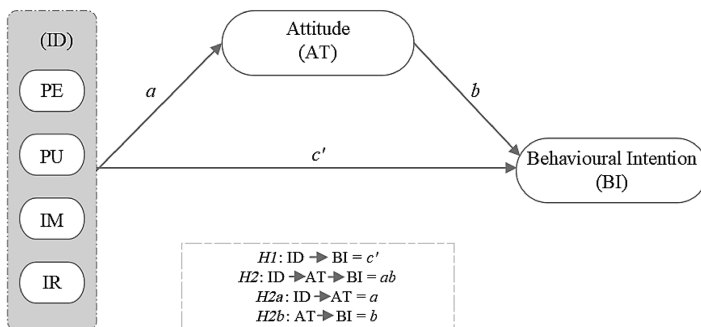 (ID)
PE
PU
IM
IR
Attitude
(AT)
a
b
c′
Behavioural Intention
(BI)
H1: ID → BI = c′
H2: ID → AT → BI = ab
H2a: ID → AT = a
H2b: AT → BI = b